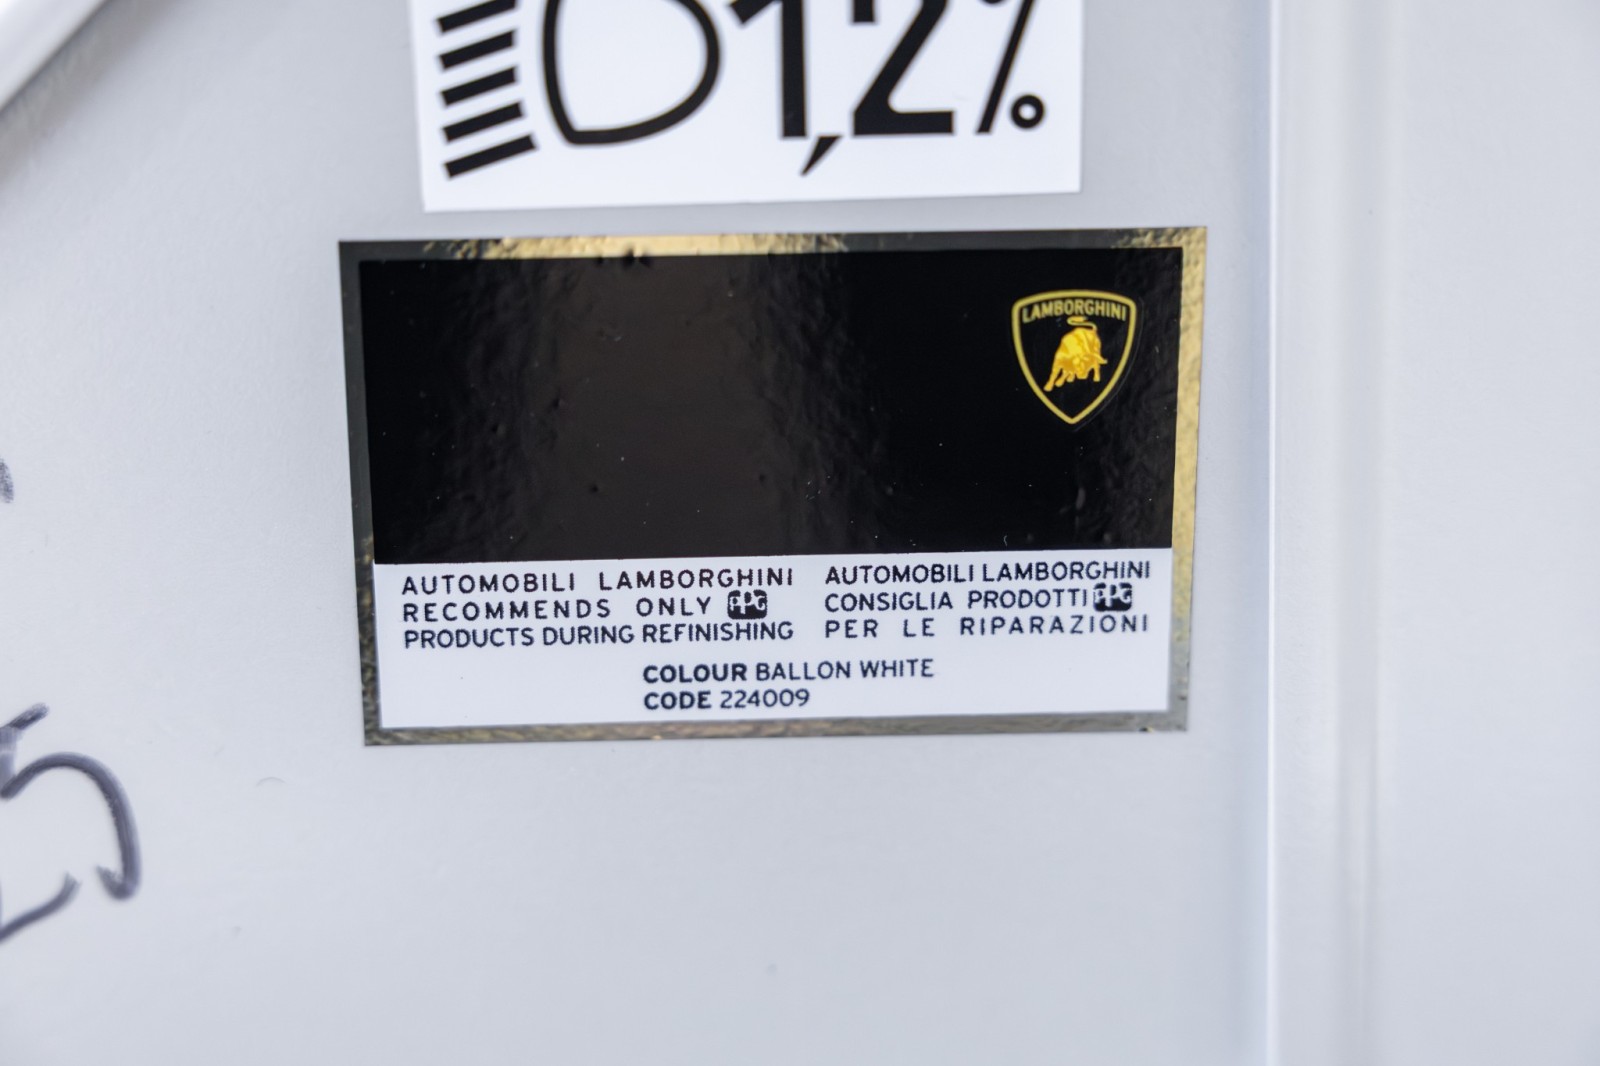 1,2%
LAMBORGHINI
AUTOMOBILI LAMBORGHINI
RECOMMENDS ONLY PPG
PRODUCTS DURING REFINISHING
AUTOMOBILI LAMBORGHINI
CONSIGLIA PRODOTTI PPG
PER LE RIPARAZIONI
COLOUR BALLON WHITE
CODE 224009